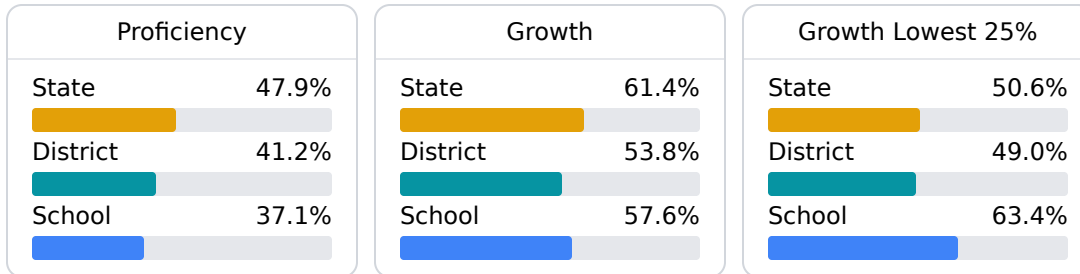 Proficiency
State 47.9%
District 41.2%
School 37.1%
Growth
State 61.4%
District 53.8%
School 57.6%
Growth Lowest 25%
State 50.6%
District 49.0%
School 63.4%